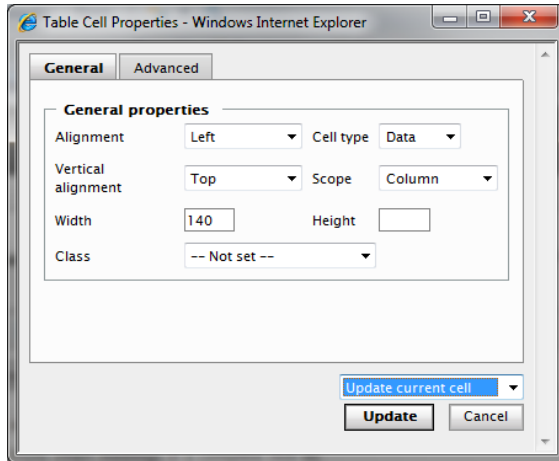 Table Cell Properties - Windows Internet Explorer
General Advanced
General properties
Alignment Left Cell type Data
Vertical
alignment Top Scope Column
Width 140 Height
Class -- Not set --
Update current cell
Update Cancel